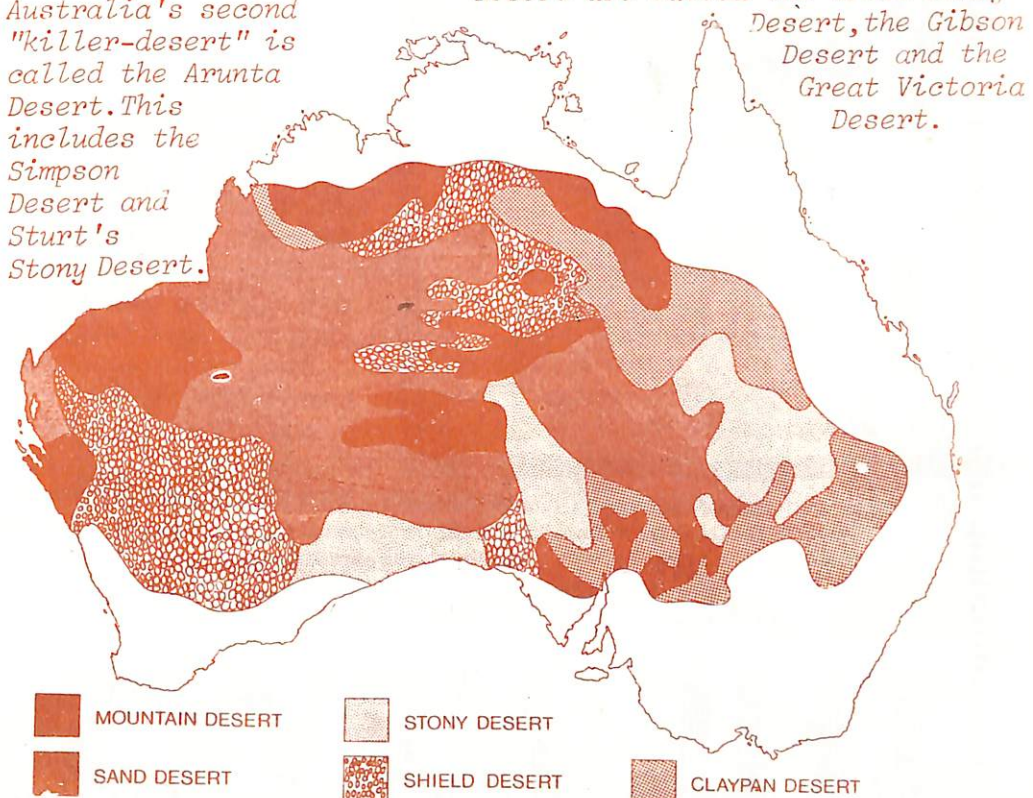 Australia's second
"killer-desert" is
called the Arunta
Desert. This
includes the
Simpson
Desert and
Sturt's
Stony Desert.
Desert, the Gibson
Desert and the
Great Victoria
Desert.
MOUNTAIN DESERT
STONY DESERT
SAND DESERT
SHIELD DESERT
CLAYPAN DESERT